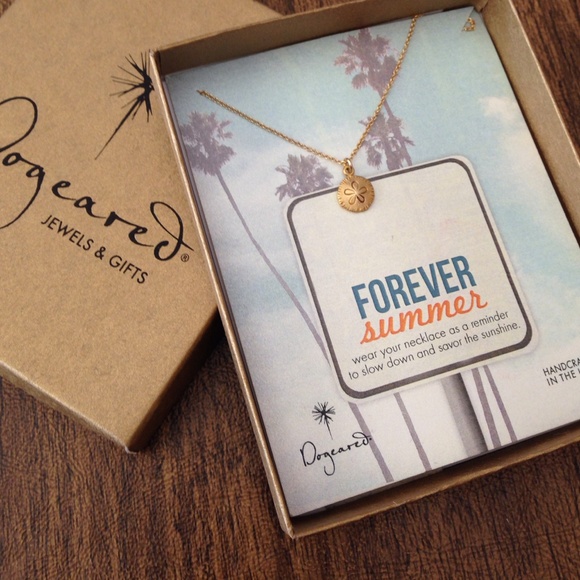 Dogeared®
JEWELS & GIFTS
FOREVER
summer
wear your necklace as a reminder
to slow down and savor the sunshine.
Dogeared
IN THE